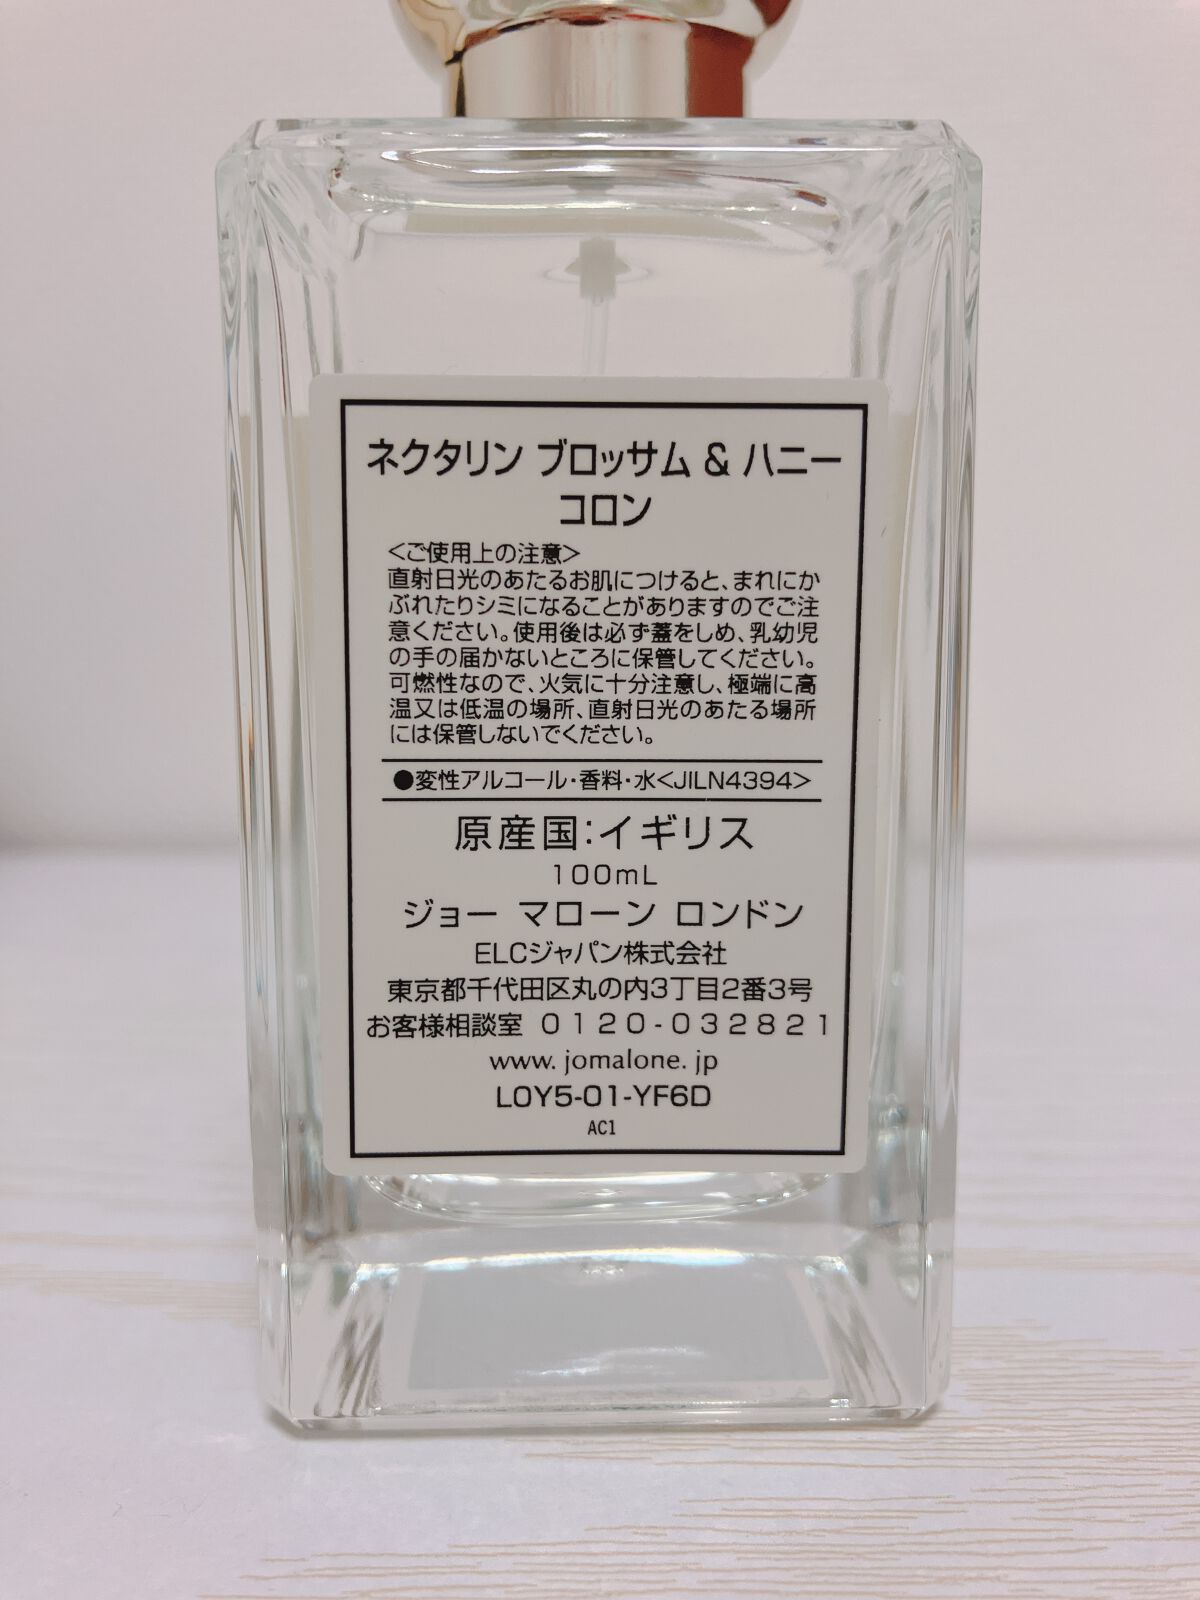 ネクタリン ブロッサム & ハニー
コロン
<ご使用上の注意>
直射日光のあたるお肌につけると、まれにか
ぶれたりシミになることがありますのでご注
意ください。使用後は必ず蓋をしめ、乳幼児
の手の届かないところに保管してください。
可燃性なので、火気に十分注意し、極端に高
温又は低温の場所、直射日光のあたる場所
には保管しないでください。
●変性アルコール・香料・水<JILN4394>
原産国:イギリス
100mL
ジョー マローン ロンドン
ELCジャパン株式会社
東京都千代田区丸の内3丁目2番3号
お客様相談室 0120-032821
www.jomalone.jp
L0Y5-01-YF6D
AC1